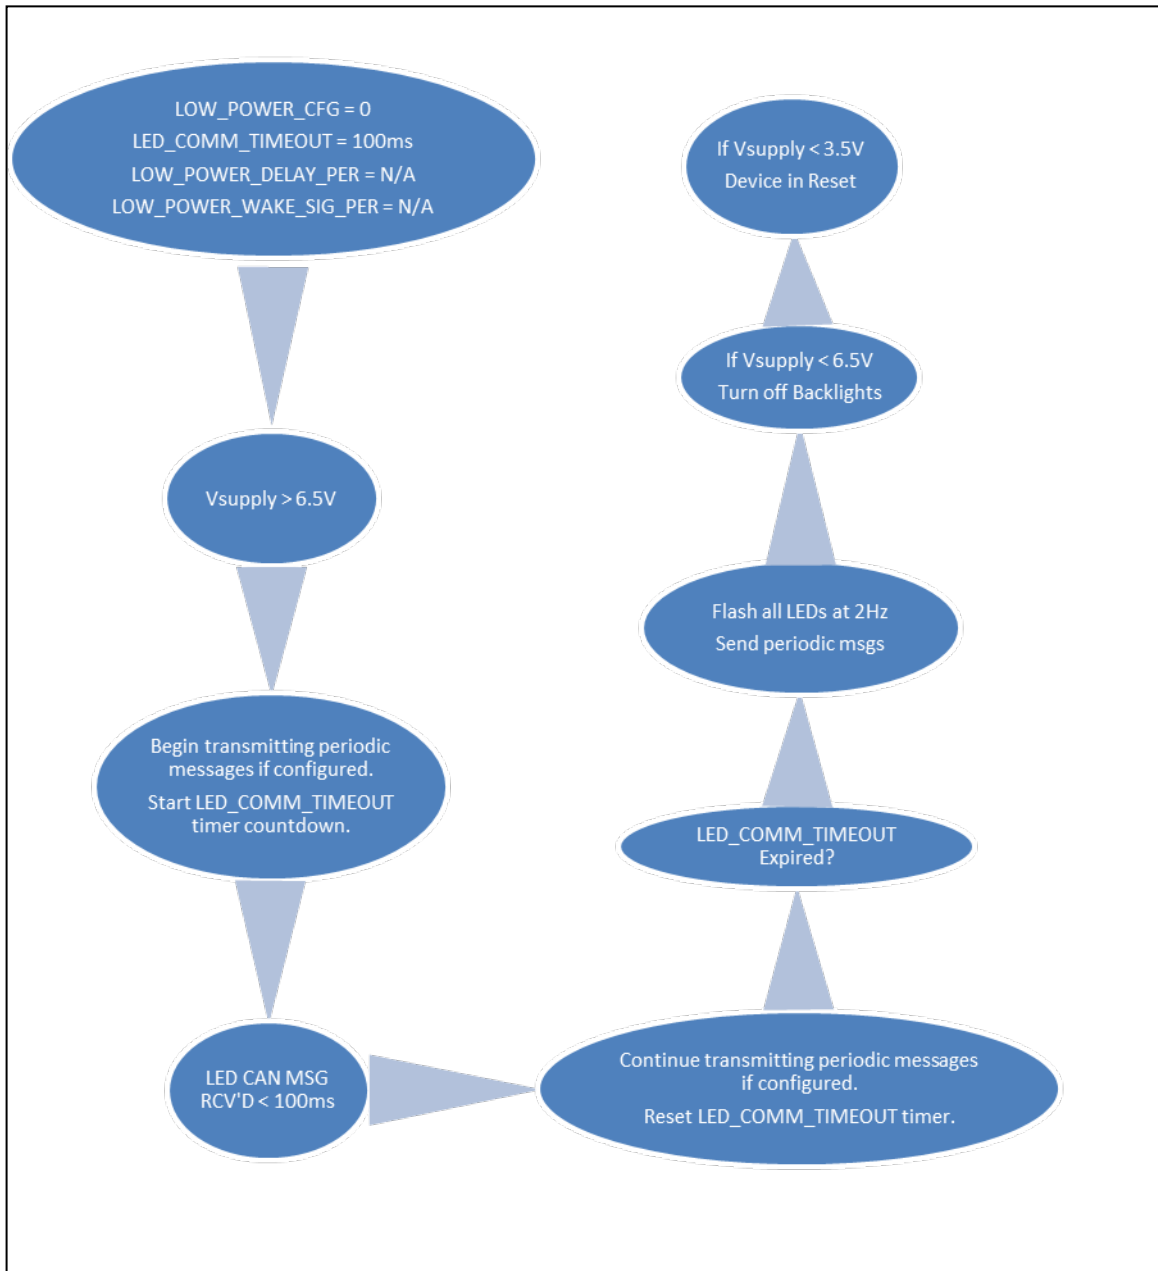 LOW_POWER_CFG = 0
LED_COMM_TIMEOUT = 100ms
LOW_POWER_DELAY_PER = N/A
LOW_POWER_WAKE_SIG_PER = N/A
Vsupply > 6.5V
Begin transmitting periodic
messages if configured.
Start LED_COMM_TIMEOUT
timer countdown.
LED CAN MSG
RCV'D < 100ms
Continue transmitting periodic messages
if configured.
Reset LED_COMM_TIMEOUT timer.
LED_COMM_TIMEOUT
Expired?
Flash all LEDs at 2Hz
Send periodic msgs
If Vsupply < 6.5V
Turn off Backlights
If Vsupply < 3.5V
Device in Reset